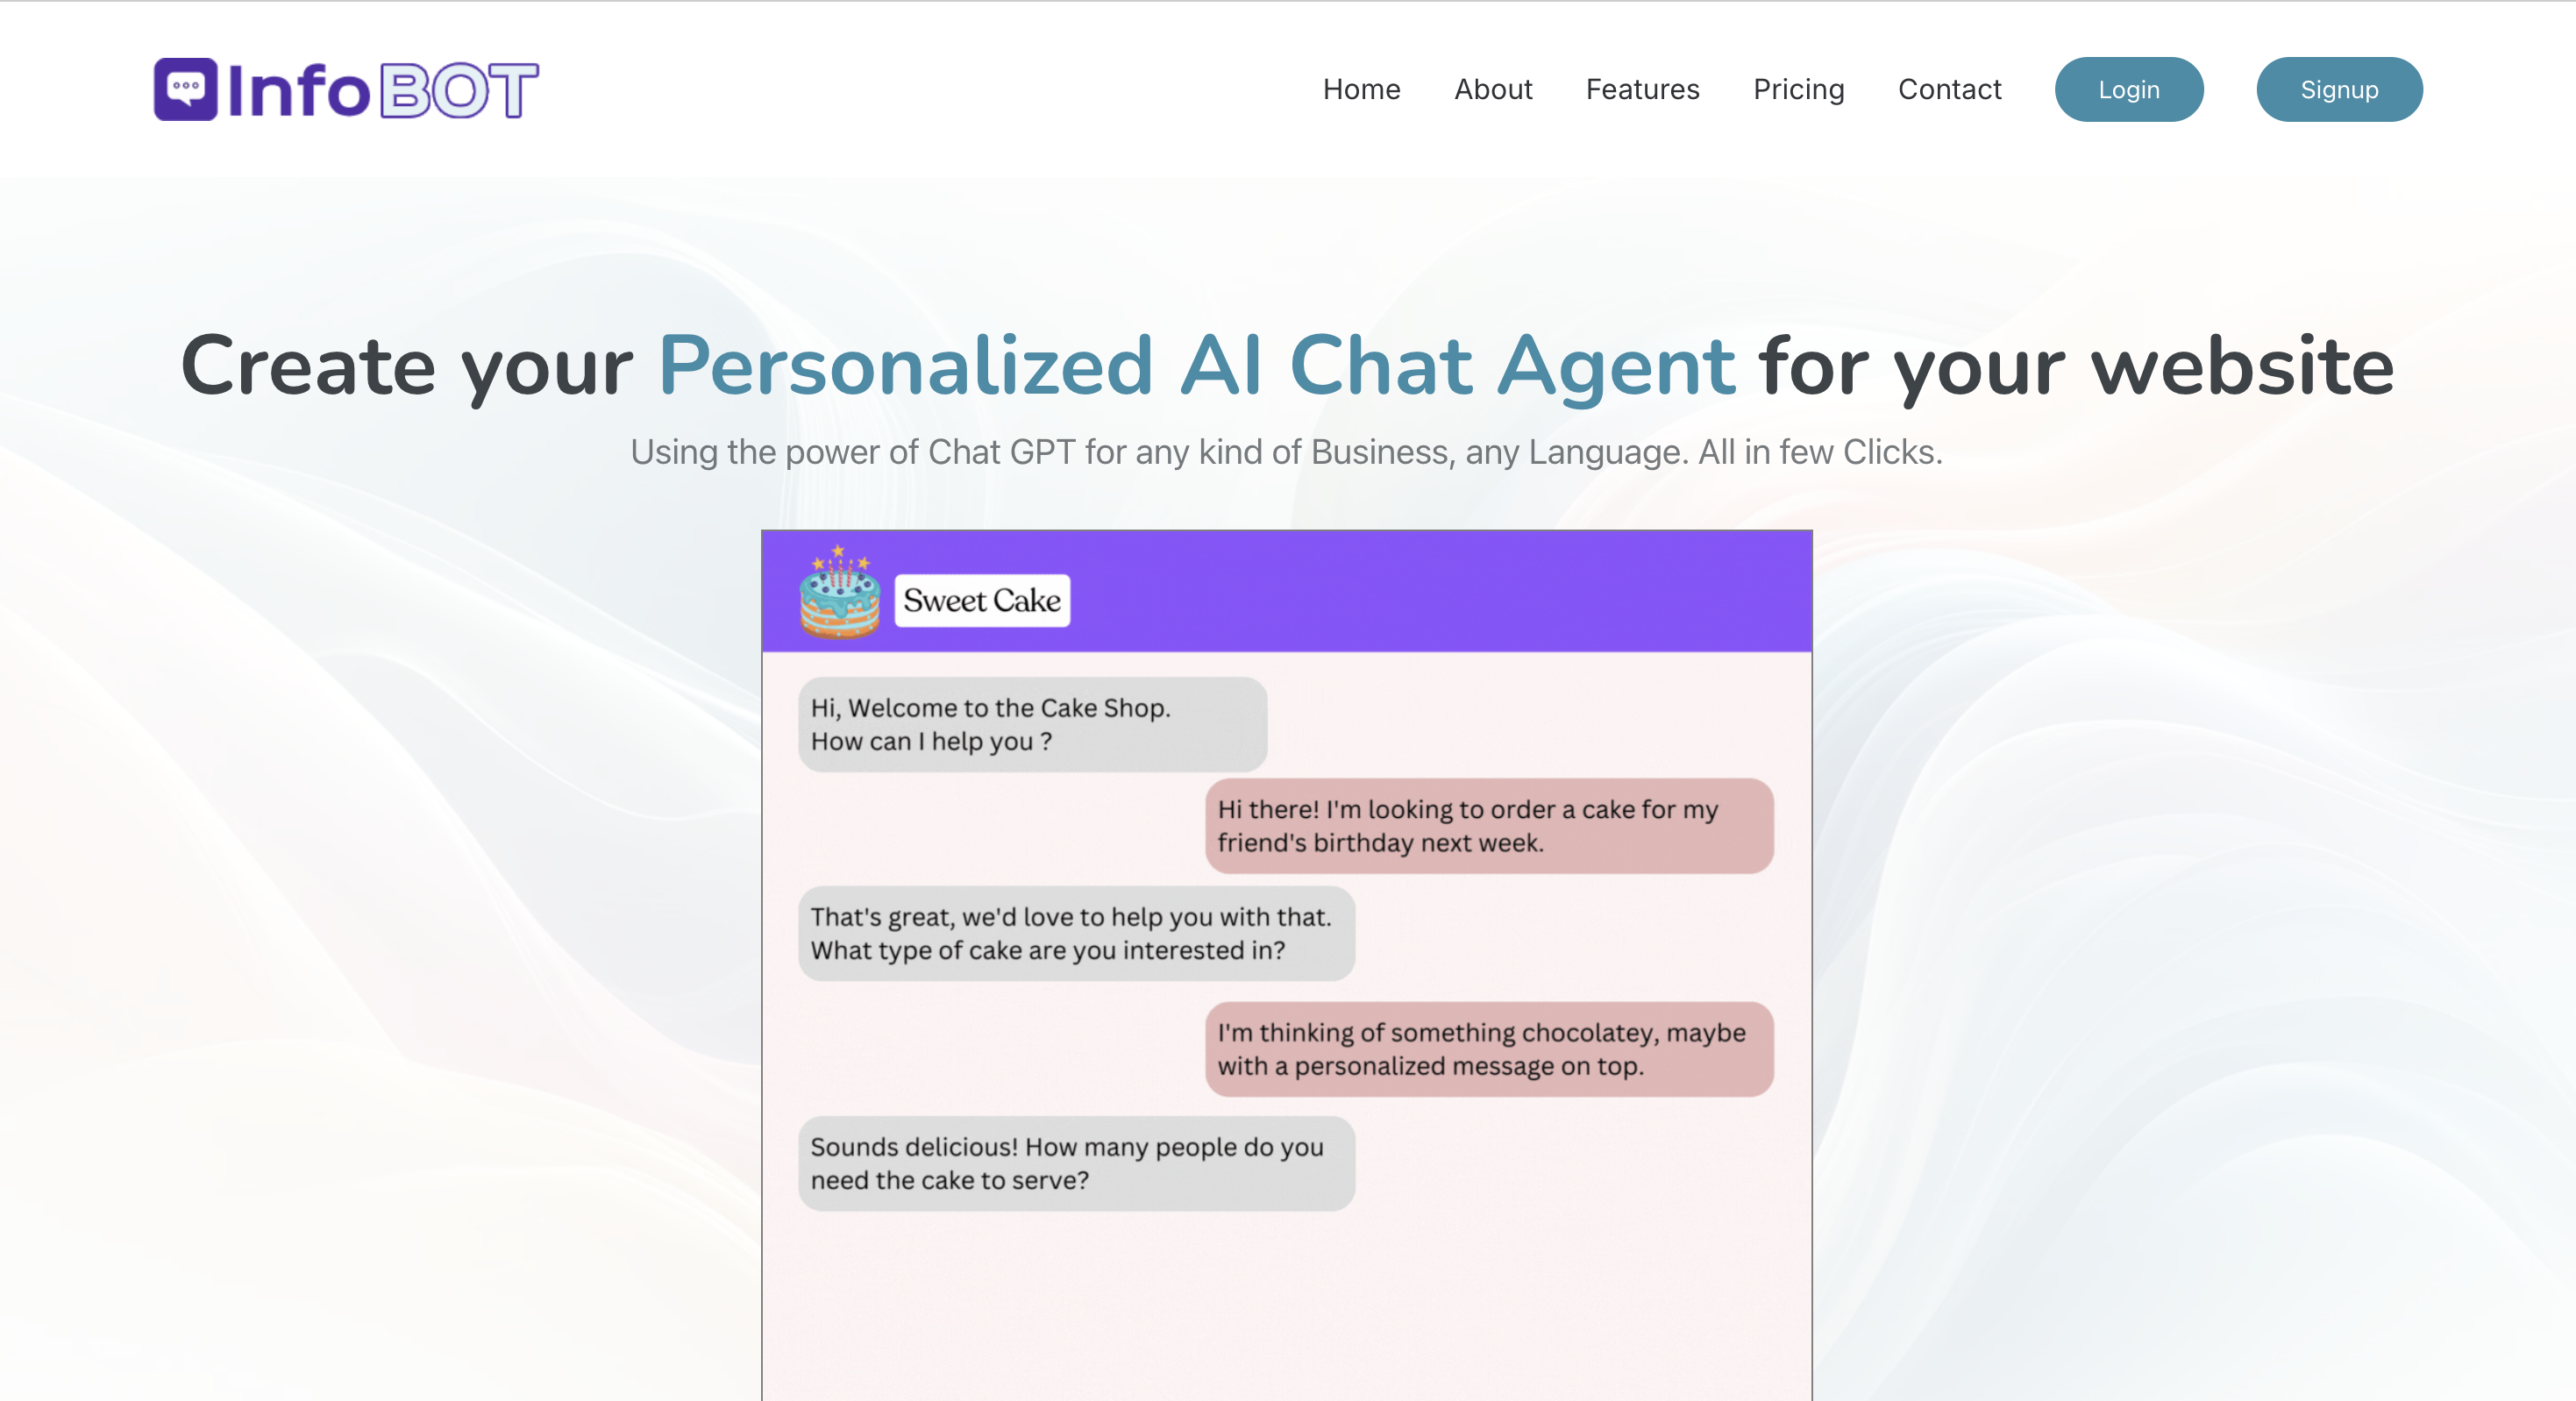 InfoBOT
Home About Features Pricing Contact Login Signup
Create your Personalized AI Chat Agent for your website
Using the power of Chat GPT for any kind of Business, any Language. All in few Clicks.
Sweet Cake
Hi, Welcome to the Cake Shop.
How can I help you ?
Hi there! I'm looking to order a cake for my
friend's birthday next week.
That's great, we'd love to help you with that.
What type of cake are you interested in?
I'm thinking of something chocolatey, maybe
with a personalized message on top.
Sounds delicious! How many people do you
need the cake to serve?